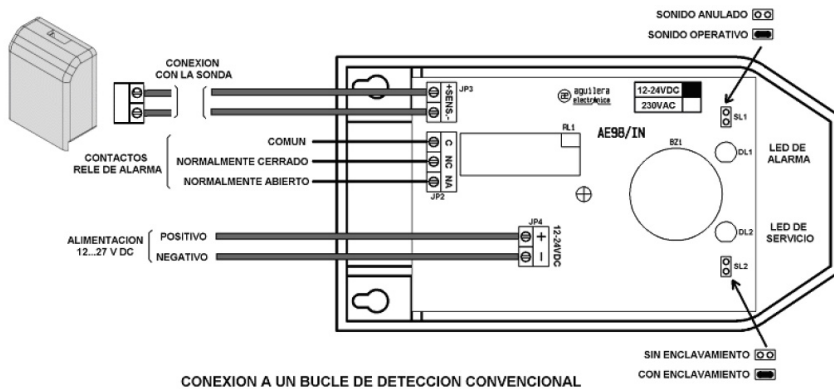 SONIDO ANULADO
SONIDO OPERATIVO
CONEXION
CON LA SONDA
+SENS.-
JP3
aguilera
electrónica
12-24VDC
230VAC
SL1
RL1
AE98/IN
BZ1
DL1
LED DE
ALARMA
CONTACTOS
RELE DE ALARMA
COMUN
NORMALMENTE CERRADO
NORMALMENTE ABIERTO
C
NC
NA
JP2
ALIMENTACION
12...27 V DC
POSITIVO
NEGATIVO
JP4
+
-
12-24VDC
LED DE
SERVICIO
DL2
SL2
SIN ENCLAVAMIENTO
CON ENCLAVAMIENTO
CONEXION A UN BUCLE DE DETECCION CONVENCIONAL